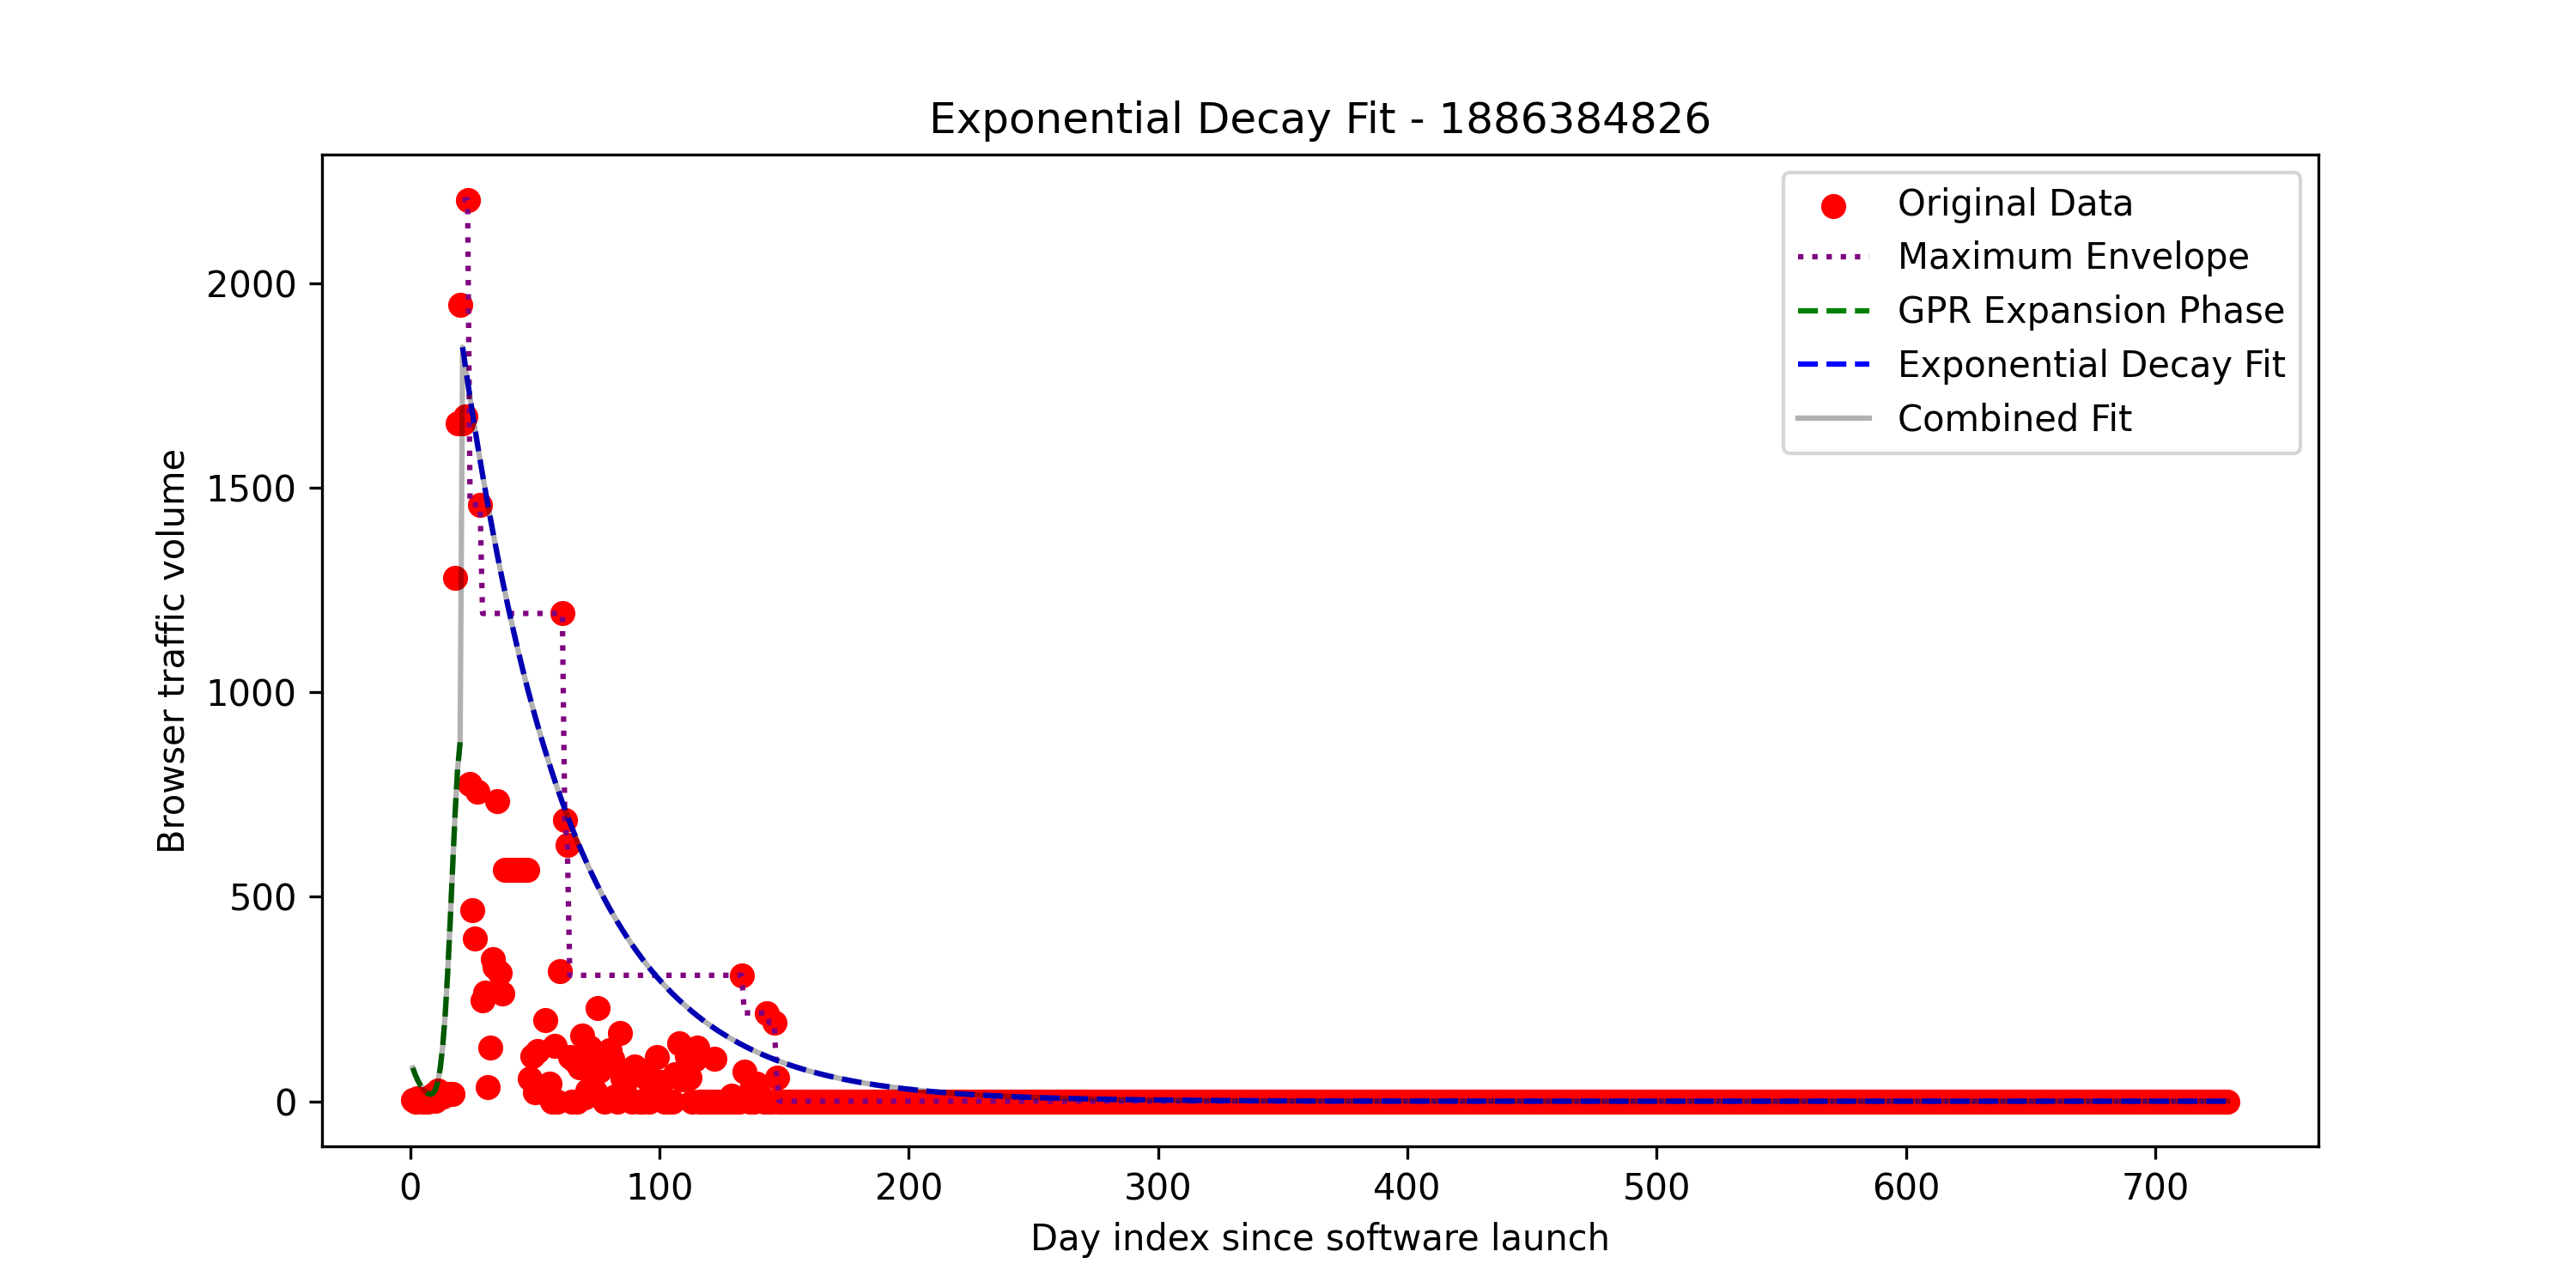 Exponential Decay Fit - 1886384826
Original Data
Maximum Envelope
GPR Expansion Phase
Exponential Decay Fit
Combined Fit
Browser traffic volume
2000
1500
1000
500
0
0 100 200 300 400 500 600 700
Day index since software launch